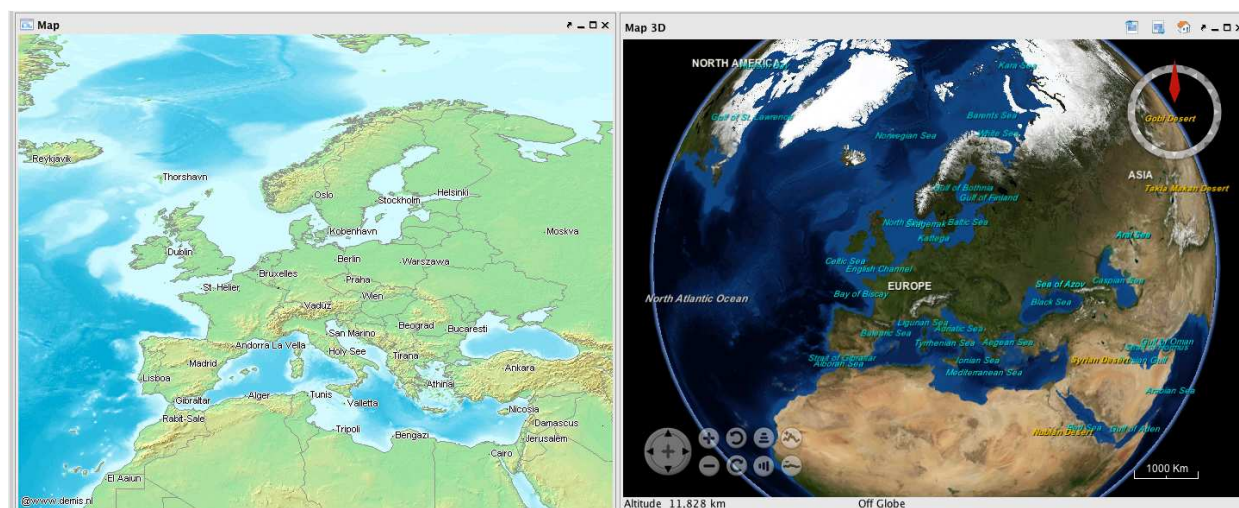 Map
Reykjavik
Thorshavn
Oslo
Helsinki
Stockholm
Kobenhavn
Moskva
Dublin
Berlin
Warszawa
Bruxelles
Praha
St. Helier
Wien
Vaduz
San Marino
Beograd
Bucaresti
Andorra La Vella
Holy See
Tirana
Madrid
Ankara
Lisboa
Athinai
Gibraltar
Alger
Tunis
Valletta
Nicosia
Rabit-Sale
Damascus
Tripoli
Bengazi
Jerusalem
Cairo
El Aaiun
@www.demis.nl
Map 3D
NORTH AMERICA
Kara Sea
Gulf of St. Lawrence
Barents Sea
Gobi Desert
Norwegian Sea
White Sea
ASIA
Takla Makan Desert
Gulf of Bothnia
Gulf of Finland
Skagerrak
Baltic Sea
Kattega
Aral Sea
Celtic Sea
English Channel
Caspian Sea
EUROPE
Sea of Azov
Bay of Biscay
North Atlantic Ocean
Black Sea
Ligurian Sea
Balearic Sea
Adriatic Sea
Tyrrhenian Sea
Aegean Sea
Gulf of Oman
Strait of Gibraltar
Alboran Sea
Ionian Sea
Syrian Desert
Mediterranean Sea
Arabian Sea
Nubian Desert
Red Sea
Gulf of Aden
1000 Km
Altitude 11,828 km
Off Globe